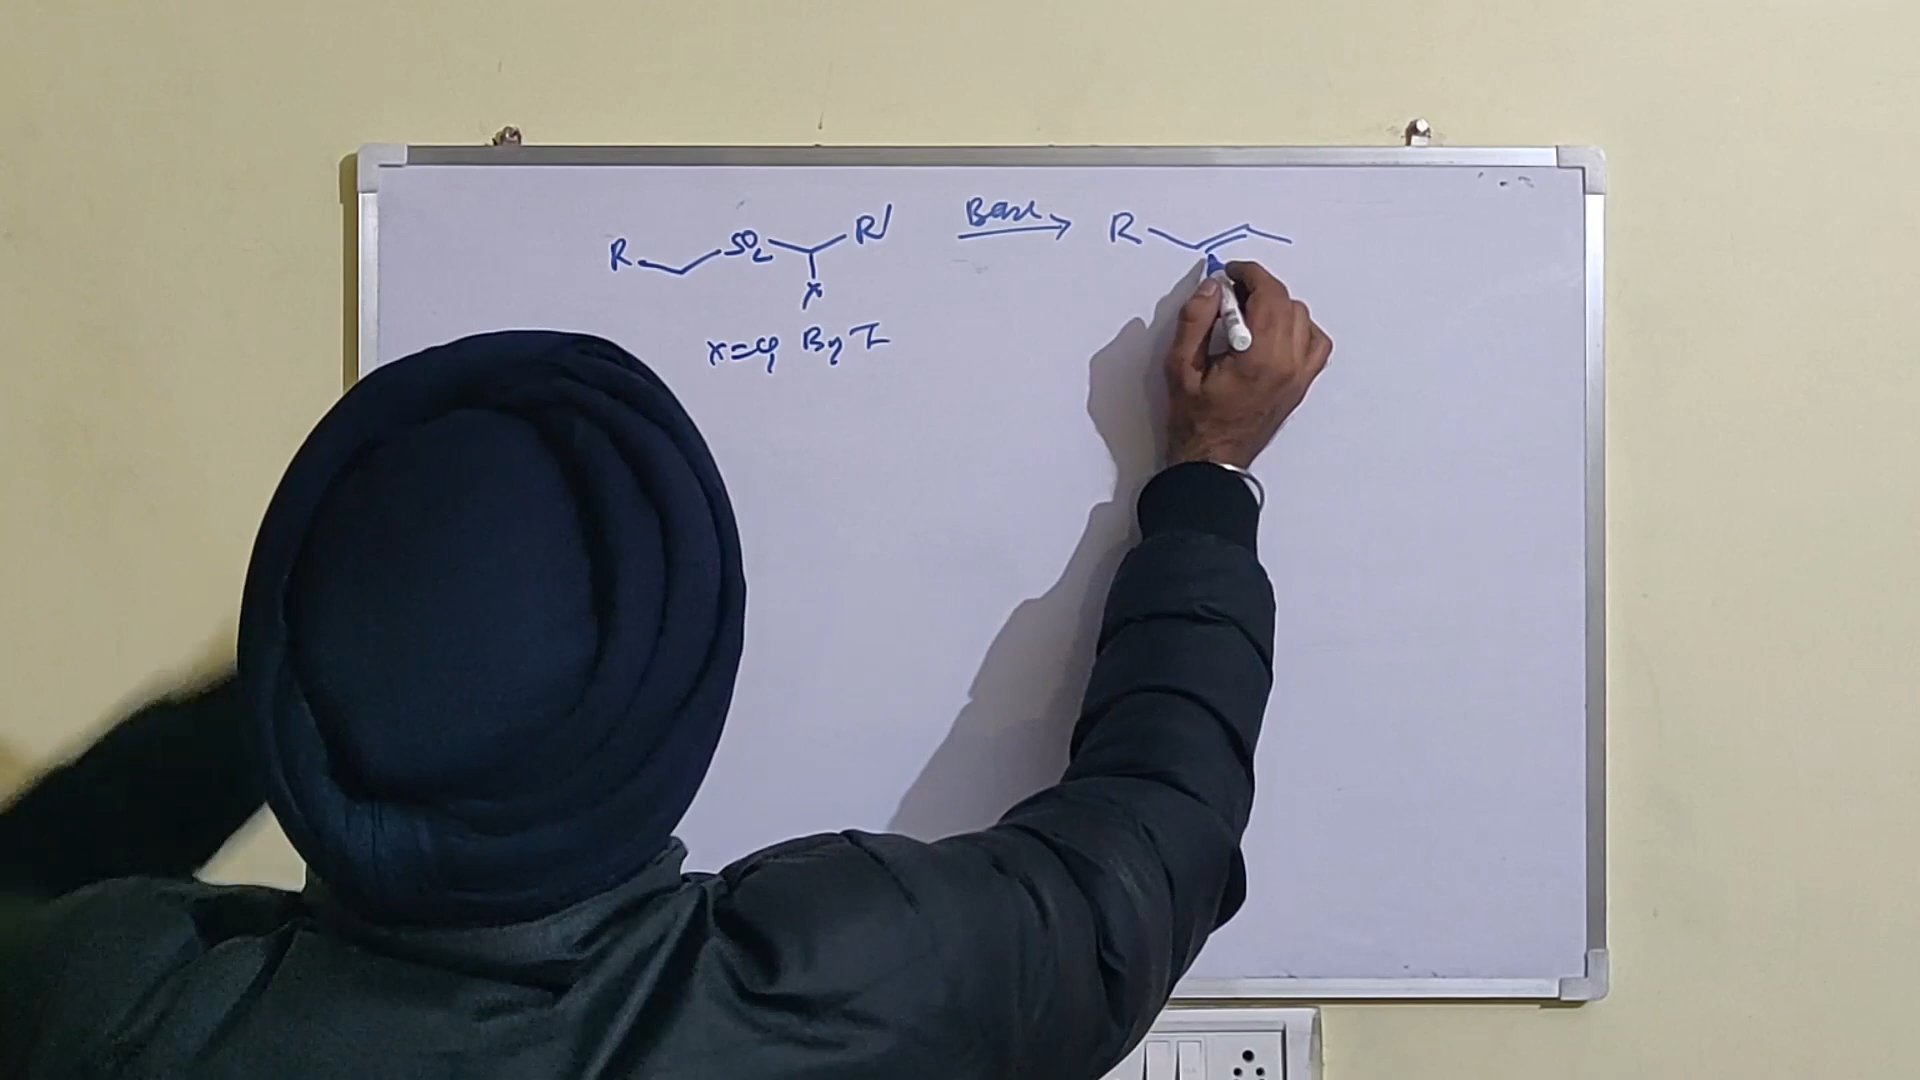 R SO2 R' Base R
X
X=Cl, Br, I